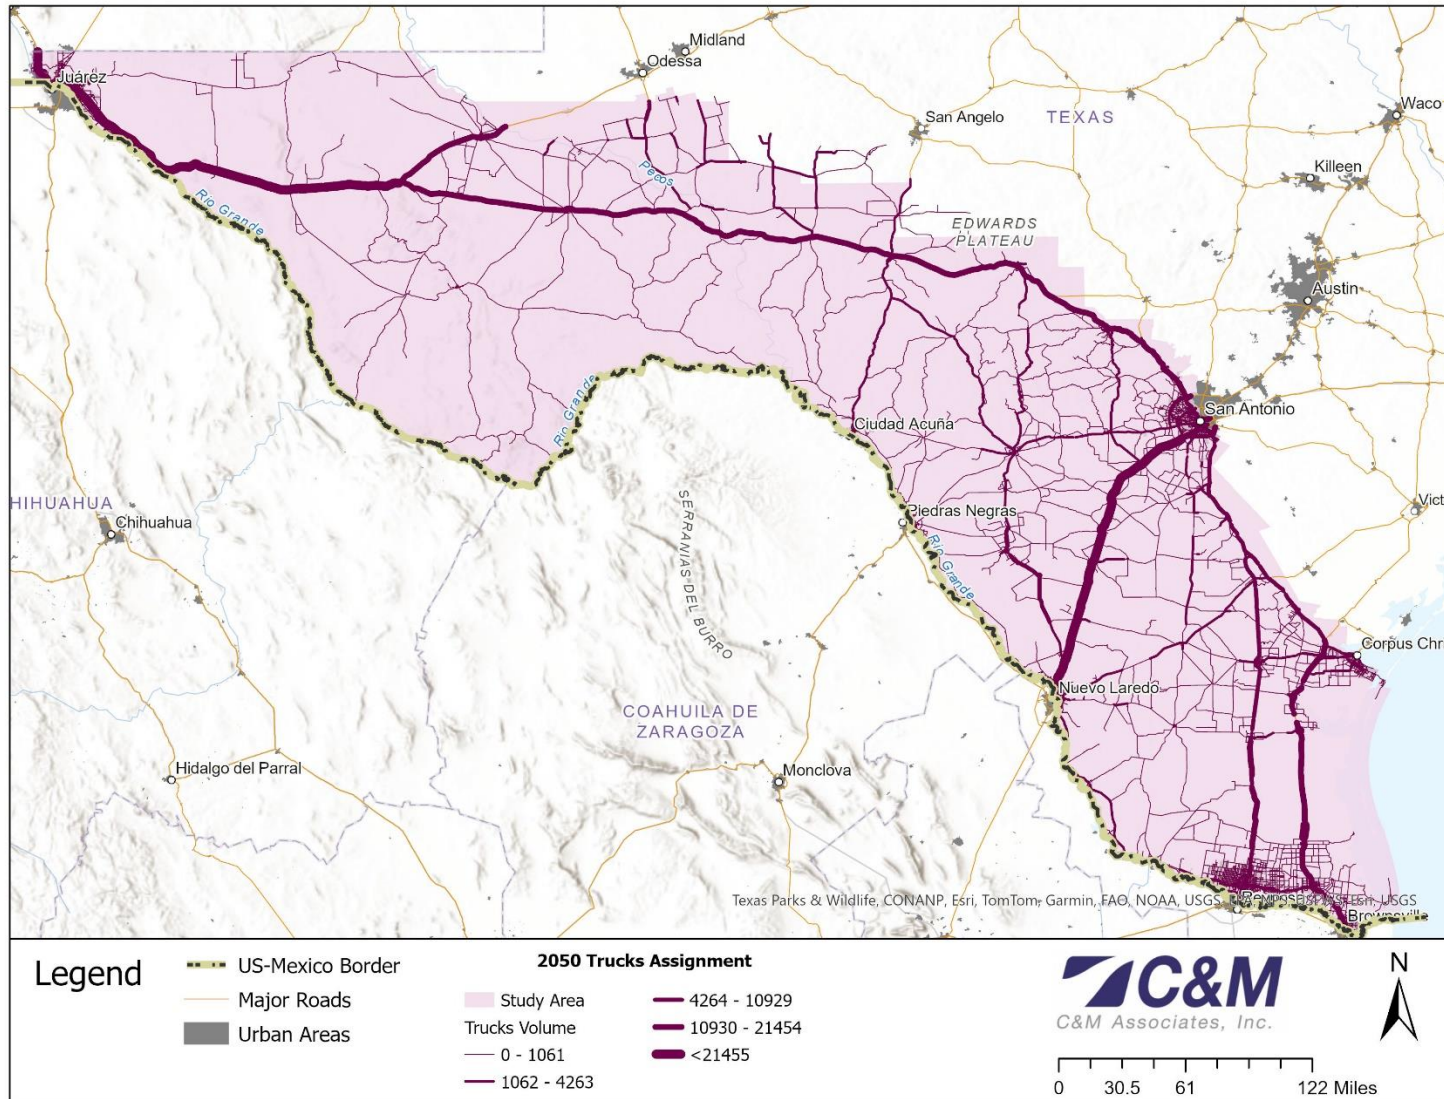 Midland
Odessa
Juárez
Waco
San Angelo
TEXAS
Killeen
Pecos
Rio Grande
EDWARDS
PLATEAU
Austin
Rio Grande
San Antonio
Ciudad Acuña
HIHUAHUA
Chihuahua
Piedras Negras
Vict
SERRANIAS DEL BURRO
Rio Grande
Corpus Chri
Nuevo Laredo
COAHUILA DE
ZARAGOZA
Hidalgo del Parral
Monclova
Texas Parks & Wildlife, CONANP, Esri, TomTom, Garmin, FAO, NOAA, USGS, Esri, USGS
Brownsville
Legend
US-Mexico Border
Major Roads
Urban Areas
2050 Trucks Assignment
Study Area
Trucks Volume
0 - 1061
1062 - 4263
4264 - 10929
10930 - 21454
<21455
C&M
C&M Associates, Inc.
N
0 30.5 61 122 Miles